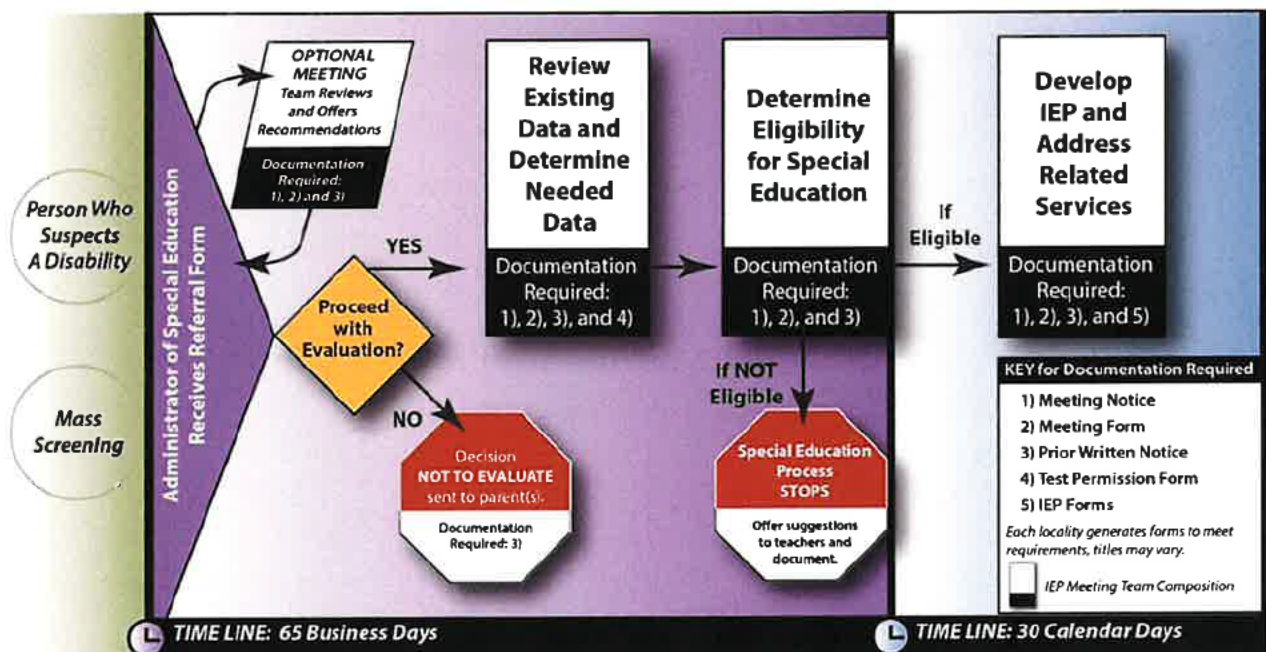 Person Who
Suspects
A Disability
Mass
Screening
Administrator of Special Education
Receives Referral Form
OPTIONAL
MEETING
Team Reviews
and Offers
Recommendations
Documentation
Required:
1), 2) and 3)
Proceed
with
Evaluation?
YES
NO
Decision
NOT TO EVALUATE
sent to parent(s).
Documentation
Required: 3)
Review
Existing
Data and
Determine
Needed
Data
Documentation
Required:
1), 2), 3), and 4)
Determine
Eligibility
for Special
Education
Documentation
Required:
1), 2), and 3)
If NOT
Eligible
Special Education
Process
STOPS
Offer suggestions
to teachers and
document.
If
Eligible
Develop
IEP and
Address
Related
Services
Documentation
Required:
1), 2), 3), and 5)
KEY for Documentation Required
1) Meeting Notice
2) Meeting Form
3) Prior Written Notice
4) Test Permission Form
5) IEP Forms
Each locality generates forms to meet
requirements, titles may vary.
IEP Meeting Team Composition
TIME LINE: 65 Business Days
TIME LINE: 30 Calendar Days